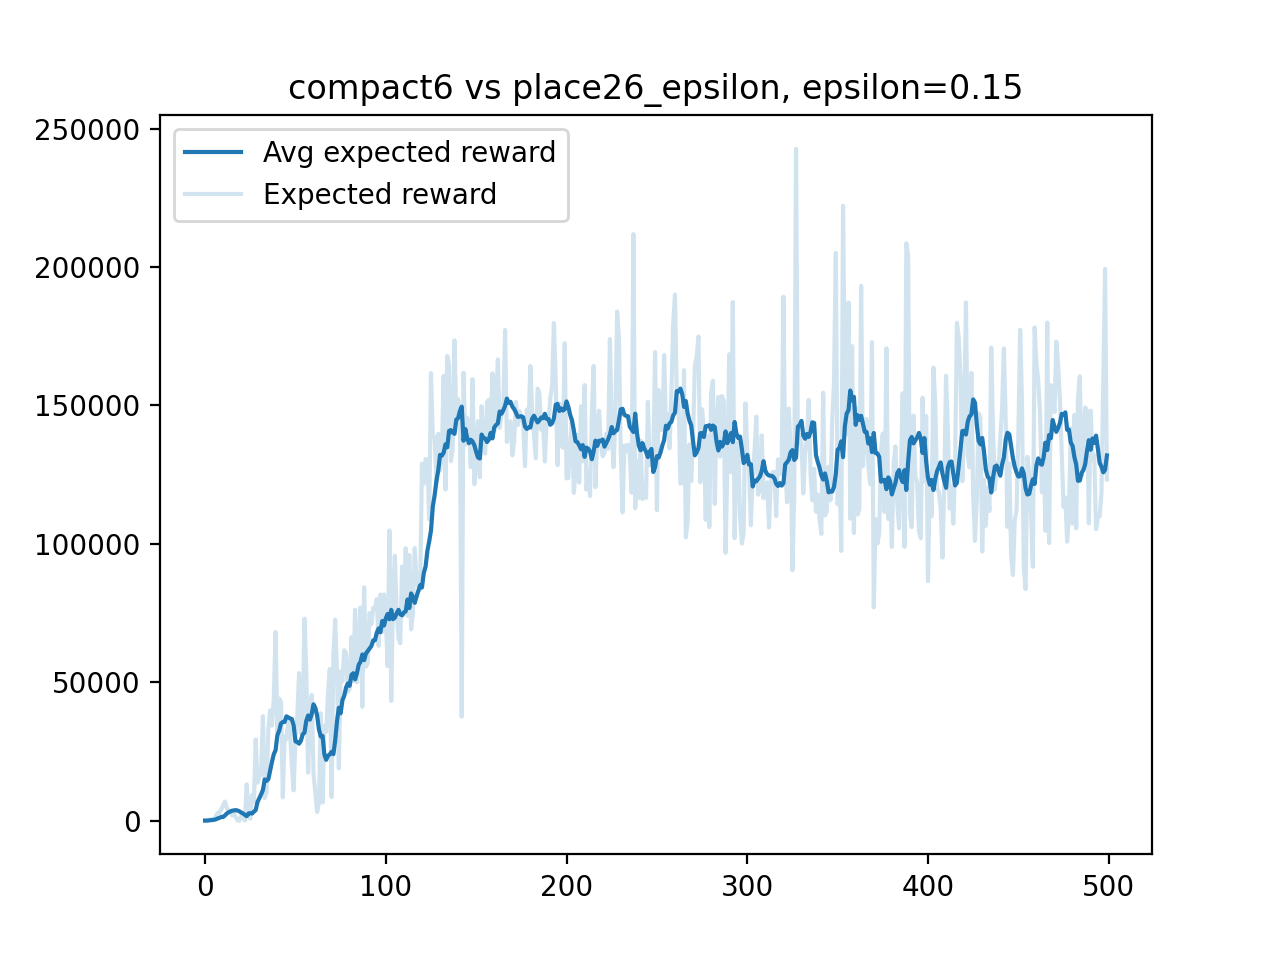 compact6 vs place26_epsilon, epsilon=0.15
250000
200000
150000
100000
50000
0
Avg expected reward
Expected reward
0 100 200 300 400 500